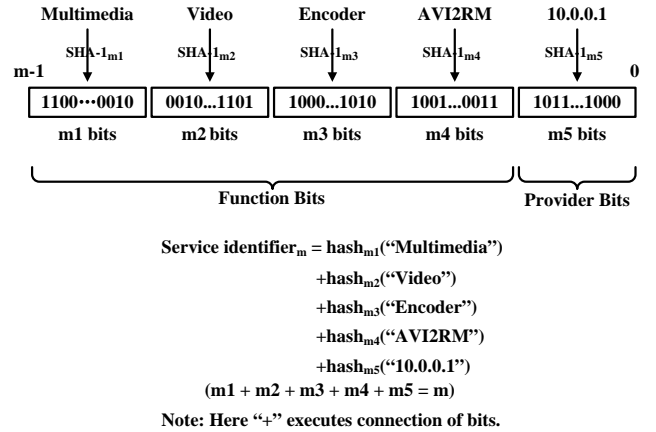 Multimedia Video Encoder AVI2RM 10.0.0.1
SHA-1m1 SHA-1m2 SHA-1m3 SHA-1m4 SHA-1m5
m-1 0
1100···0010 0010...1101 1000...1010 1001...0011 1011...1000
m1 bits m2 bits m3 bits m4 bits m5 bits
Function Bits Provider Bits
Service identifierm = hashm1(“Multimedia”)
+hashm2(“Video”)
+hashm3(“Encoder”)
+hashm4(“AVI2RM”)
+hashm5(“10.0.0.1”)
(m1 + m2 + m3 + m4 + m5 = m)
Note: Here “+” executes connection of bits.